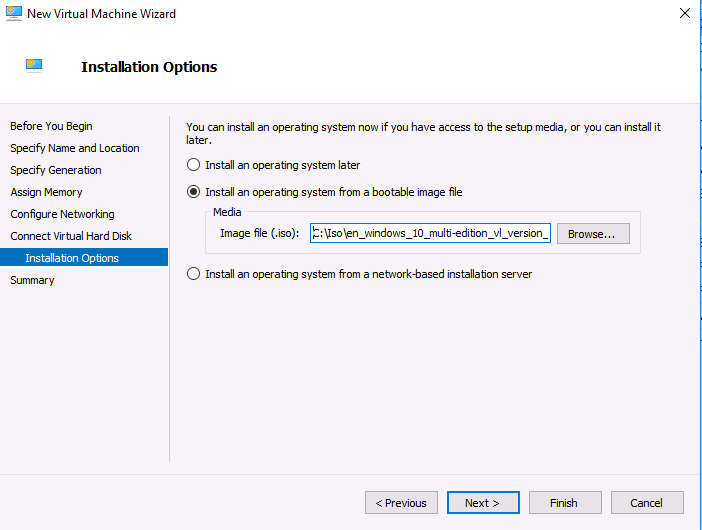 New Virtual Machine Wizard
Installation Options
Before You Begin
Specify Name and Location
Specify Generation
Assign Memory
Configure Networking
Connect Virtual Hard Disk
Installation Options
Summary
You can install an operating system now if you have access to the setup media, or you can install it
later.
Install an operating system later
Install an operating system from a bootable image file
Media
Image file (.iso): C:\Iso\en_windows_10_multi-edition_vl_version_ Browse...
Install an operating system from a network-based installation server
< Previous Next > Finish Cancel